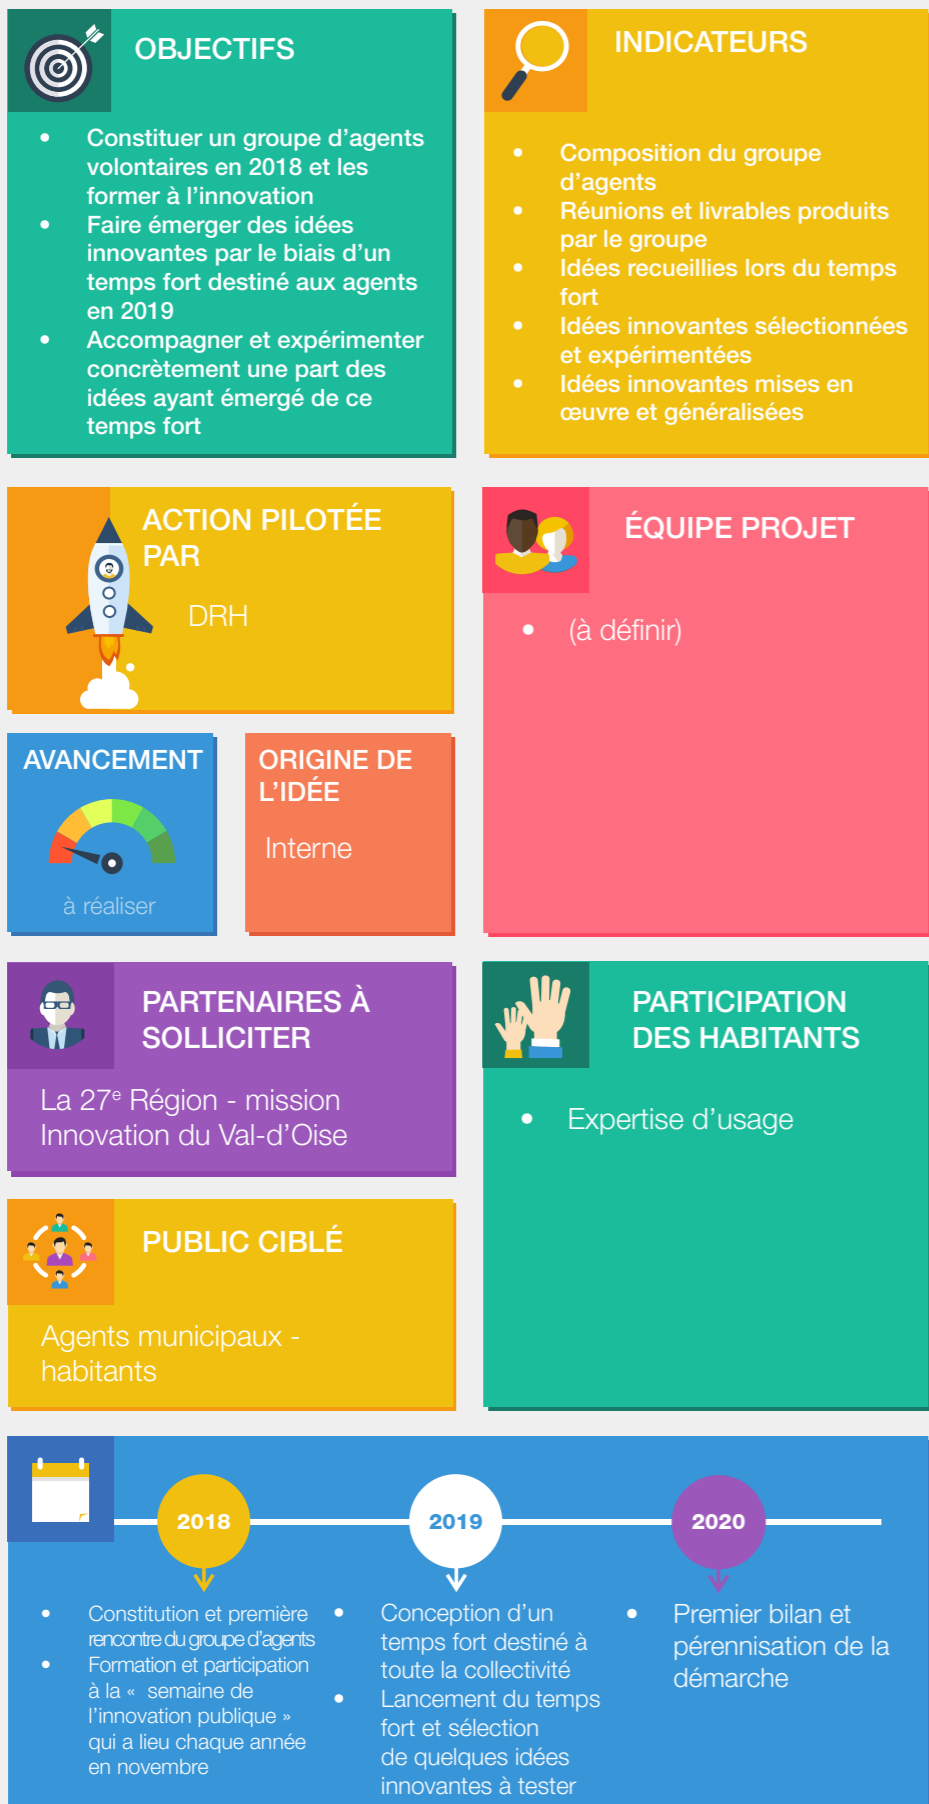 OBJECTIFS
• Constituer un groupe d’agents
volontaires en 2018 et les
former à l’innovation
• Faire émerger des idées
innovantes par le biais d’un
temps fort destiné aux agents
en 2019
• Accompagner et expérimenter
concrètement une part des
idées ayant émergé de ce
temps fort
INDICATEURS
• Composition du groupe
d’agents
• Réunions et livrables produits
par le groupe
• Idées recueillies lors du temps
fort
• Idées innovantes sélectionnées
et expérimentées
• Idées innovantes mises en
œuvre et généralisées
ACTION PILOTÉE
PAR
DRH
ÉQUIPE PROJET
• (à définir)
AVANCEMENT
à réaliser
ORIGINE DE
L’IDÉE
Interne
PARTENAIRES À
SOLLICITER
La 27e Région - mission
Innovation du Val-d’Oise
PARTICIPATION
DES HABITANTS
• Expertise d’usage
PUBLIC CIBLÉ
Agents municipaux -
habitants
2018
• Constitution et première
rencontre du groupe d’agents
• Formation et participation
à la « semaine de
l’innovation publique »
qui a lieu chaque année
en novembre
2019
• Conception d’un
temps fort destiné à
toute la collectivité
• Lancement du temps
fort et sélection
de quelques idées
innovantes à tester
2020
• Premier bilan et
pérennisation de la
démarche